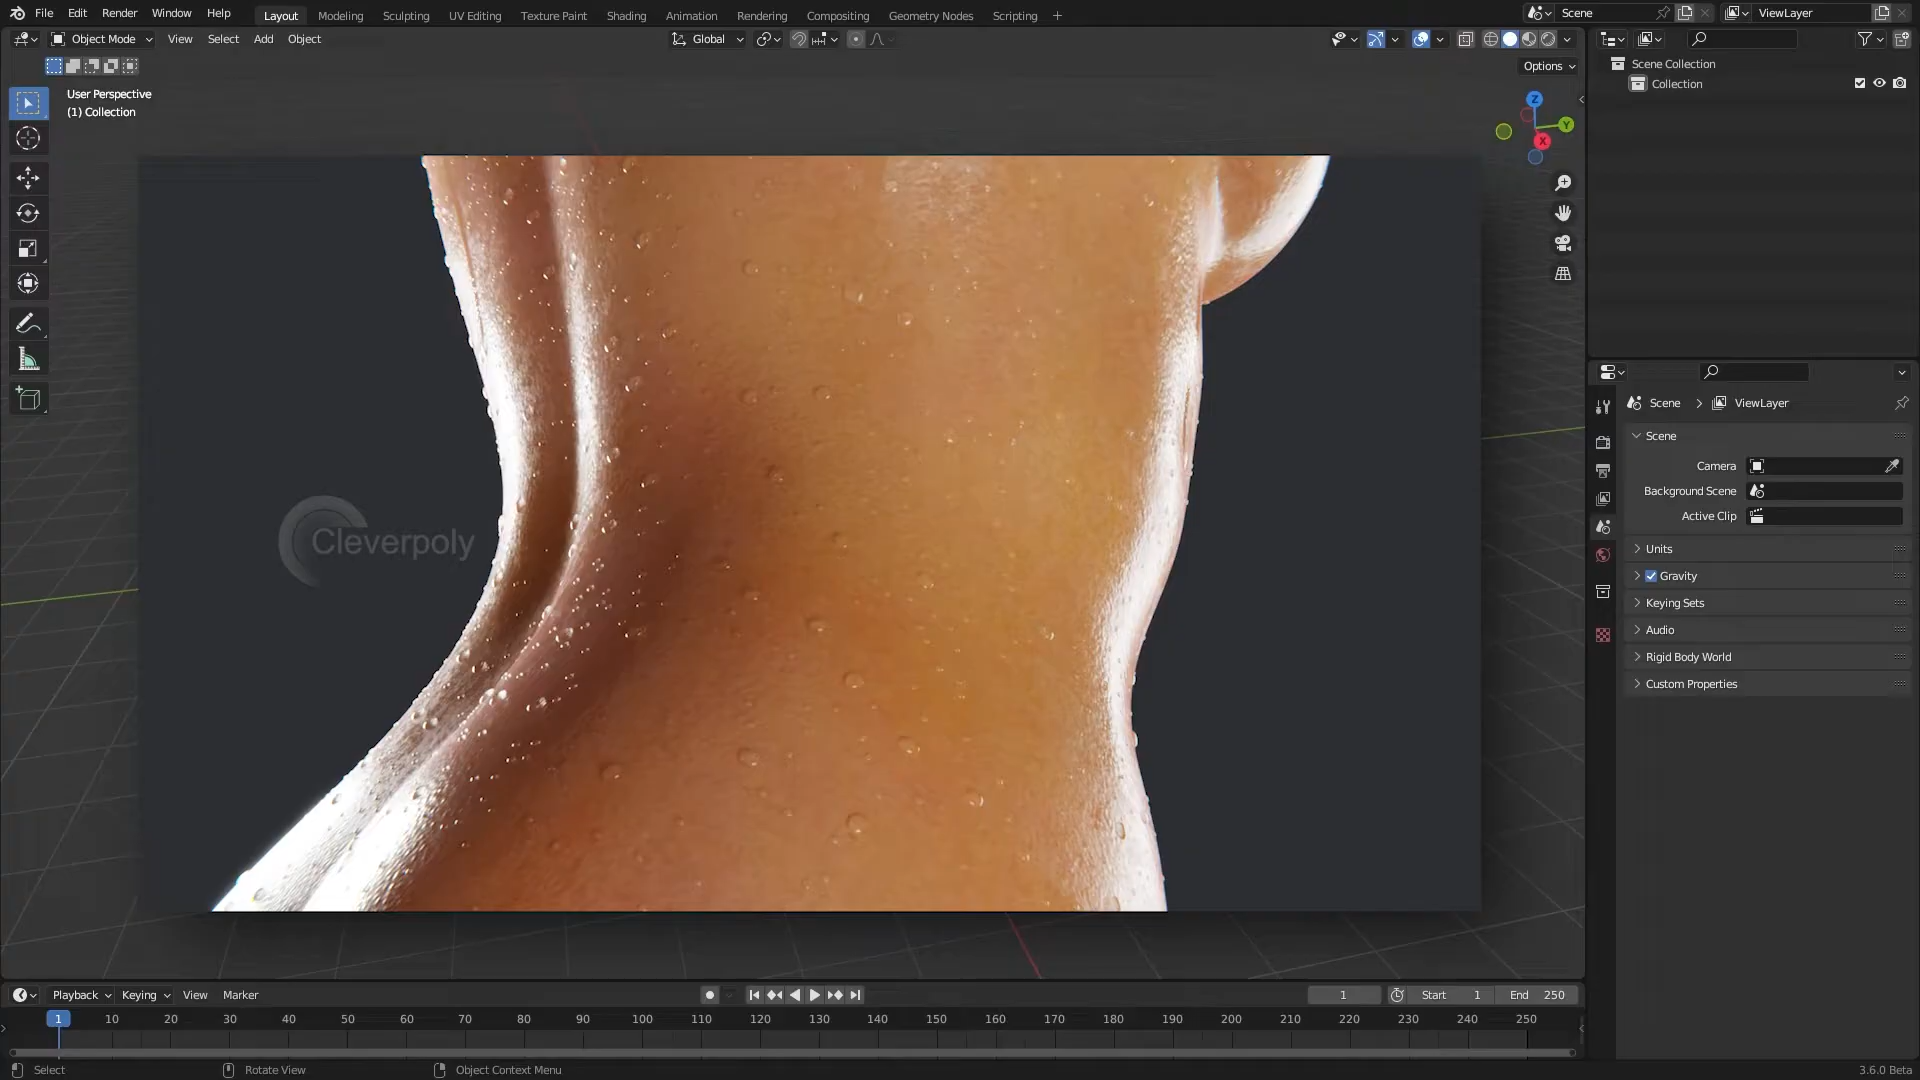 File Edit Render Window Help Layout Modeling Sculpting UV Editing Texture Paint Shading Animation Rendering Compositing Geometry Nodes Scripting + Scene ViewLayer
Object Mode View Select Add Object Global
Options
User Perspective
(1) Collection
Z
Y
X
Cleverpoly
Scene Collection
Collection
Scene > ViewLayer
Scene
Camera
Background Scene
Active Clip
Units
Gravity
Keying Sets
Audio
Rigid Body World
Custom Properties
Playback Keying View Marker 1 Start 1 End 250
1 10 20 30 40 50 60 70 80 90 100 110 120 130 140 150 160 170 180 190 200 210 220 230 240 250
Select Rotate View Object Context Menu 3.6.0 Beta